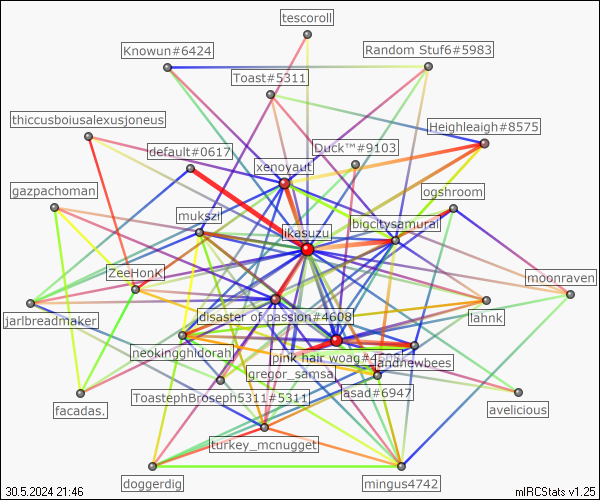 tescoroll
Knowun#6424
Random Stuf6#5983
Toast#5311
thiccusboiusalexusjoneus
Heighleaigh#8575
default#0617
Duck™#9103
xenoyaut
gazpachoman
ogshroom
mukszi
bigcitysamurai
ikasuzu
ZeeHonk
moonraven
jarlbreadmaker
disaster of passion#4608
lahnk
neokingghidorah
pink hair woag#4608
andnewbees
gregor_samsa
ToastephBroseph5311#5311
asad#6947
facadas.
avelicious
turkey_mcnugget
doggerdig
mingus4742
30.5.2024 21:46
mIRCStats v1.25